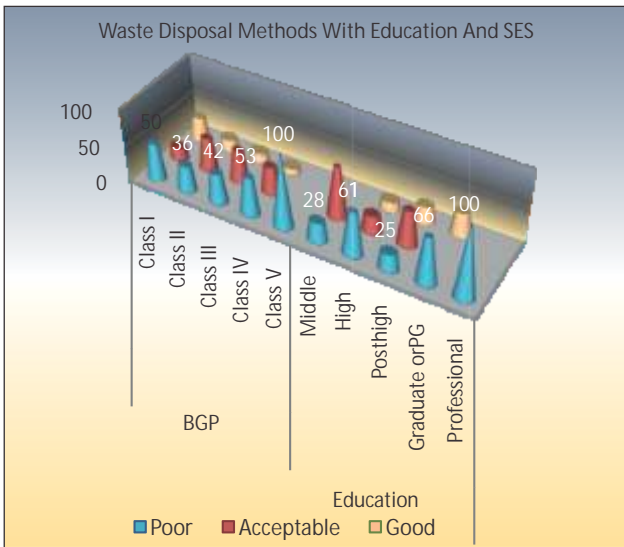 Waste Disposal Methods With Education And SES
100
50
0
50
36
42
53
100
28
61
25
66
100
Class I
Class II
Class III
Class IV
Class V
Middle
High
Posthigh
Graduate orPG
Professional
BGP
Education
Poor Acceptable Good